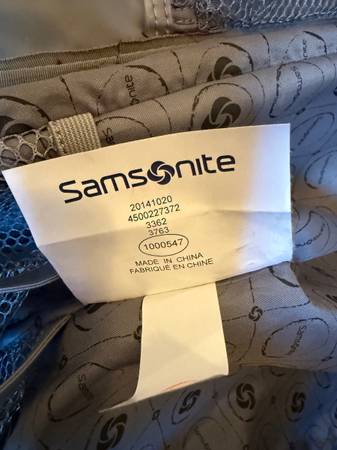 Samsonite
20141020
4500227372
3362
3763
1000547
MADE IN CHINA
FABRIQUÉ EN CHINE